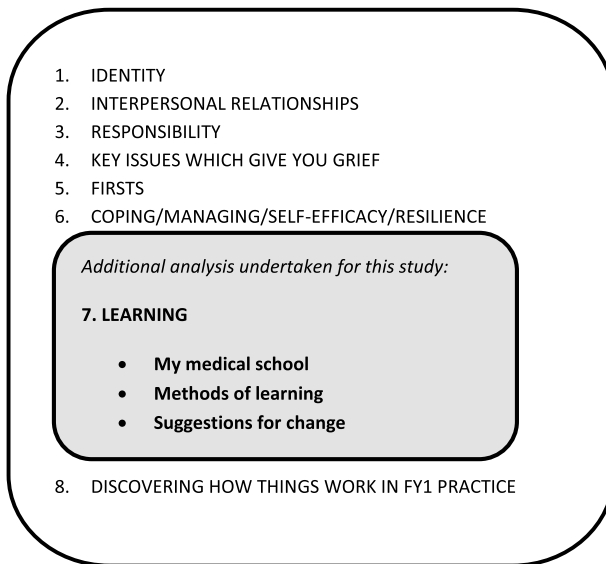 1. IDENTITY
2. INTERPERSONAL RELATIONSHIPS
3. RESPONSIBILITY
4. KEY ISSUES WHICH GIVE YOU GRIEF
5. FIRSTS
6. COPING/MANAGING/SELF-EFFICACY/RESILIENCE
Additional analysis undertaken for this study:
7. LEARNING
• My medical school
• Methods of learning
• Suggestions for change
8. DISCOVERING HOW THINGS WORK IN FY1 PRACTICE